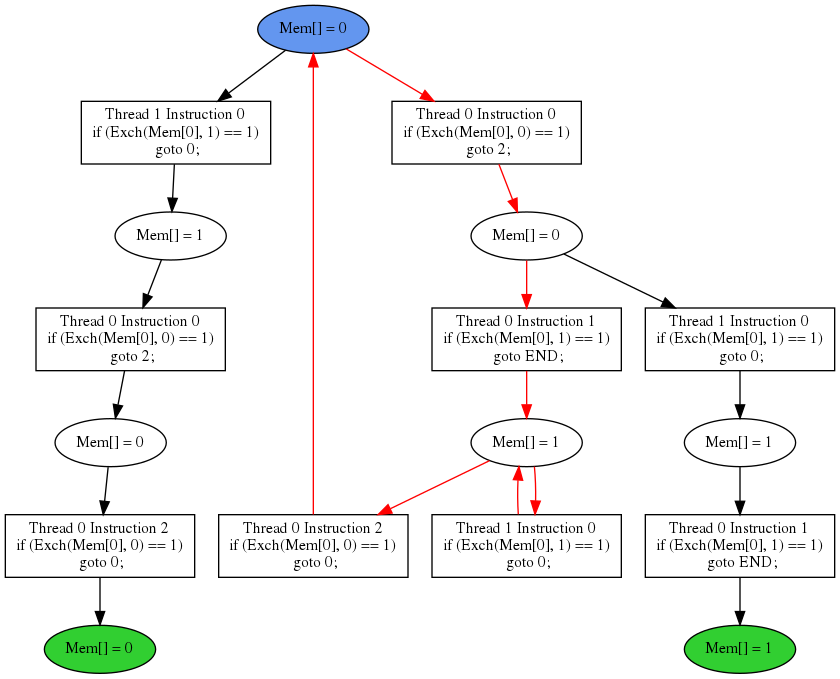 Mem[] = 0
Thread 1 Instruction 0
if (Exch(Mem[0], 1) == 1)
goto 0;
Thread 0 Instruction 0
if (Exch(Mem[0], 0) == 1)
goto 2;
Mem[] = 1
Mem[] = 0
Thread 0 Instruction 0
if (Exch(Mem[0], 0) == 1)
goto 2;
Thread 0 Instruction 1
if (Exch(Mem[0], 1) == 1)
goto END;
Thread 1 Instruction 0
if (Exch(Mem[0], 1) == 1)
goto 0;
Mem[] = 0
Mem[] = 1
Mem[] = 1
Thread 0 Instruction 2
if (Exch(Mem[0], 0) == 1)
goto 0;
Thread 0 Instruction 2
if (Exch(Mem[0], 0) == 1)
goto 0;
Thread 1 Instruction 0
if (Exch(Mem[0], 1) == 1)
goto 0;
Thread 0 Instruction 1
if (Exch(Mem[0], 1) == 1)
goto END;
Mem[] = 0
Mem[] = 1